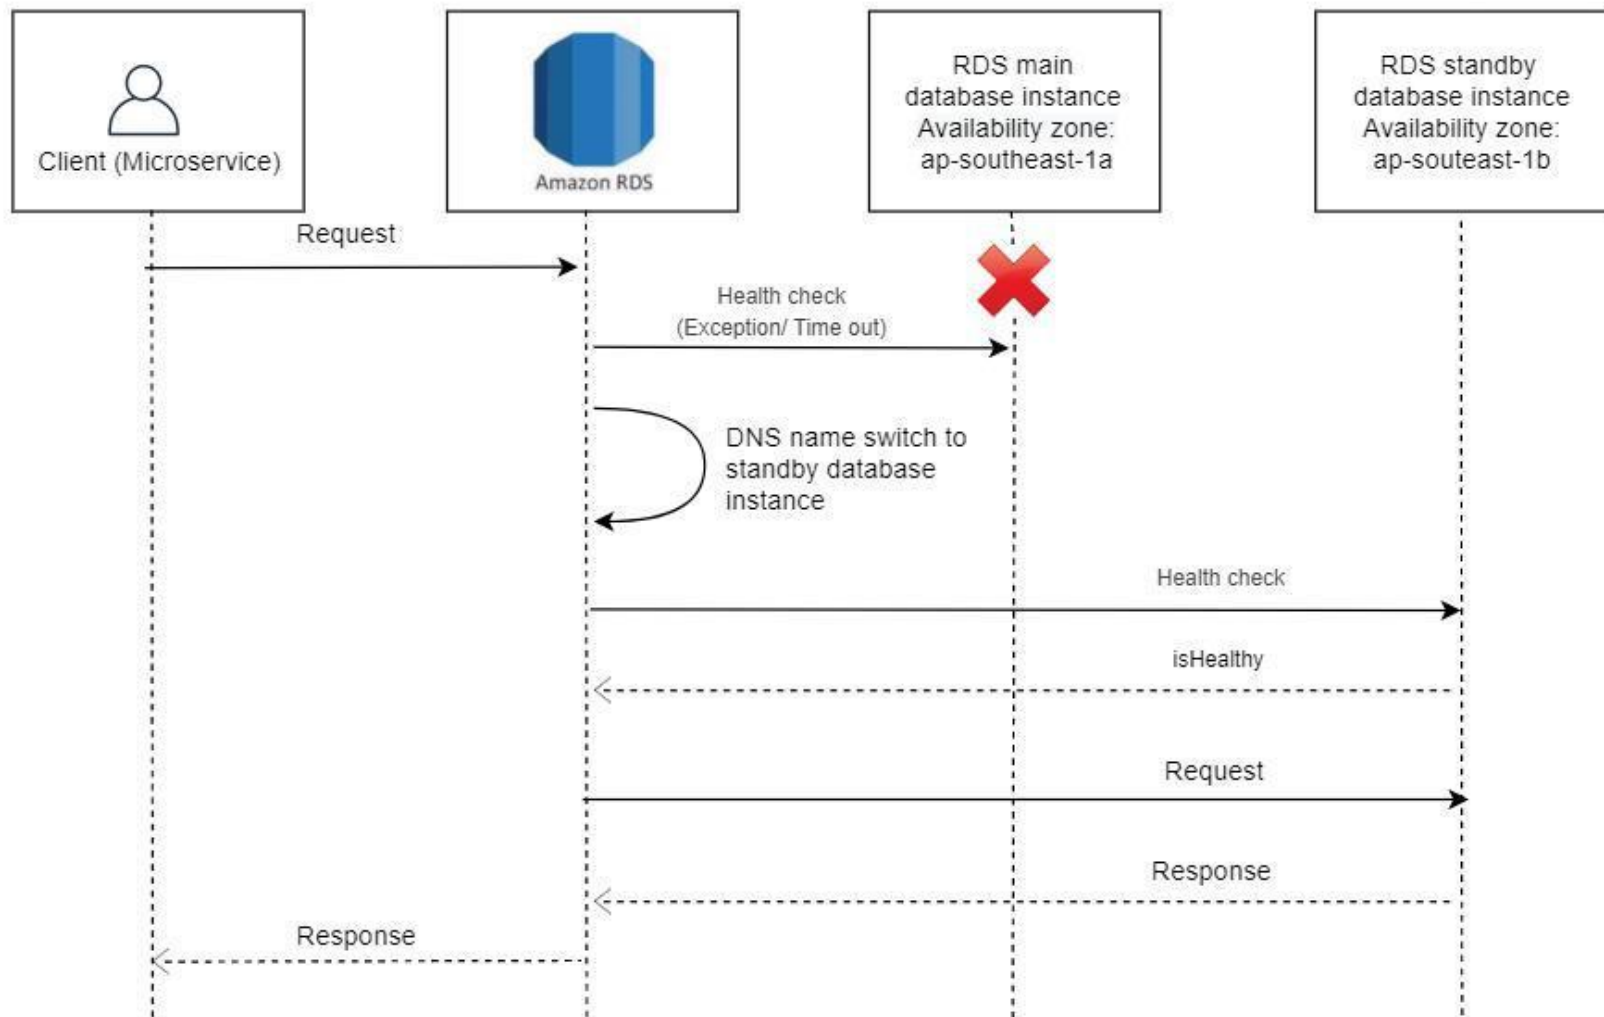 Client (Microservice)
Amazon RDS
RDS main
database instance
Availability zone:
ap-southeast-1a
RDS standby
database instance
Availability zone:
ap-souteast-1b
Request
Health check
(Exception/ Time out)
DNS name switch to
standby database
instance
Health check
isHealthy
Request
Response
Response